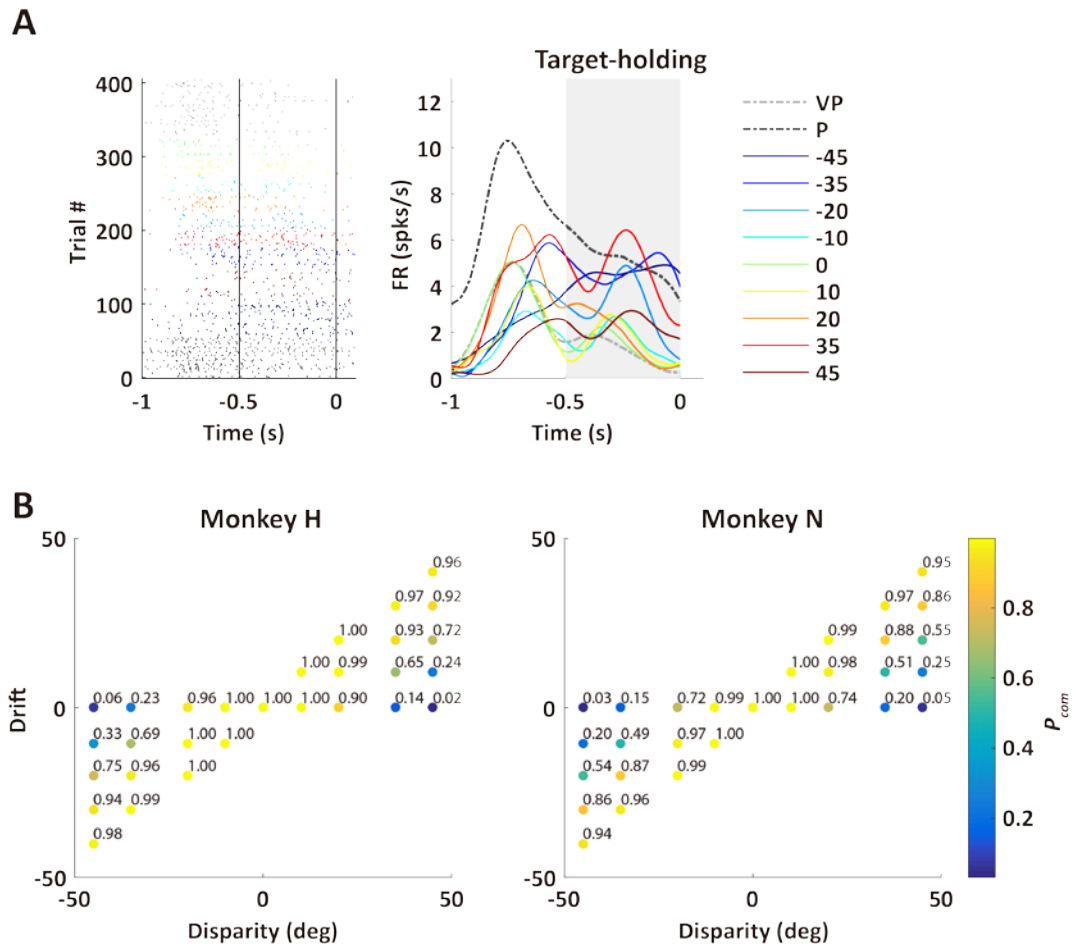 A
Target-holding
400
300
200
100
0
Trial #
-1 -0.5 0
Time (s)
12
10
8
6
4
2
0
FR (spks/s)
-1 -0.5 0
Time (s)
VP
P
-45
-35
-20
-10
0
10
20
35
45
B
Monkey H
50
0
-50
Drift
0.96
0.97 0.92
1.00 0.93 0.72
1.00 0.99 0.65 0.24
0.06 0.23 0.96 1.00 1.00 1.00 0.90 0.14 0.02
0.33 0.69 1.00 1.00
0.75 0.96 1.00
0.94 0.99
0.98
-50 0 50
Disparity (deg)
Monkey N
50
0
-50
0.95
0.97 0.86
0.99 0.88 0.55
1.00 0.98 0.51 0.25
0.03 0.15 0.72 0.99 1.00 1.00 0.74 0.20 0.05
0.20 0.49 0.97 1.00
0.54 0.87 0.99
0.86 0.96
0.94
-50 0 50
Disparity (deg)
0.8
0.6
0.4
0.2
Pcom